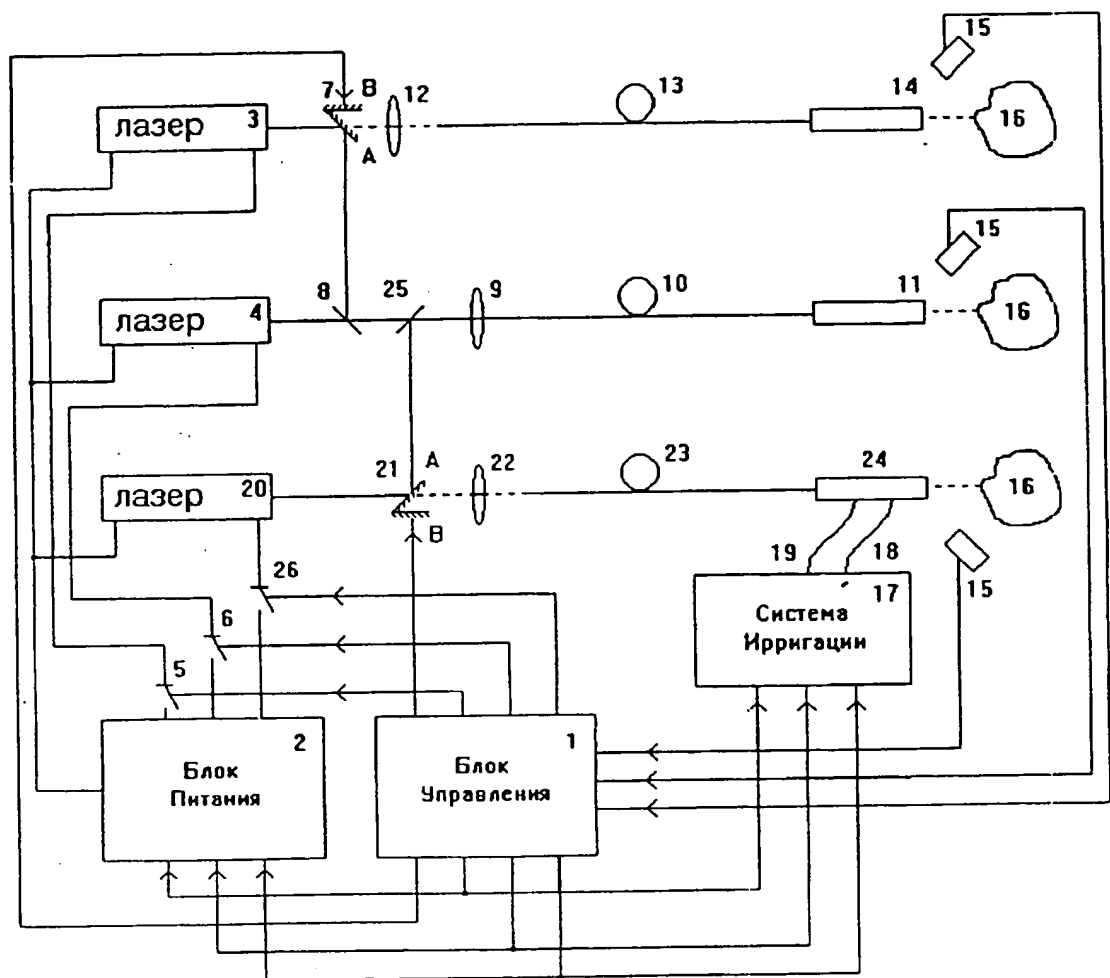 15
7 B 12 13 14
лазер 3 16
A
15
8 25 9 10 11
лазер 4 16
21 A 22 23 24
лазер 20 16
B
26 19 18
6 17 15
Система
Ирригации
5
2 1
Блок Блок
Питания Управления